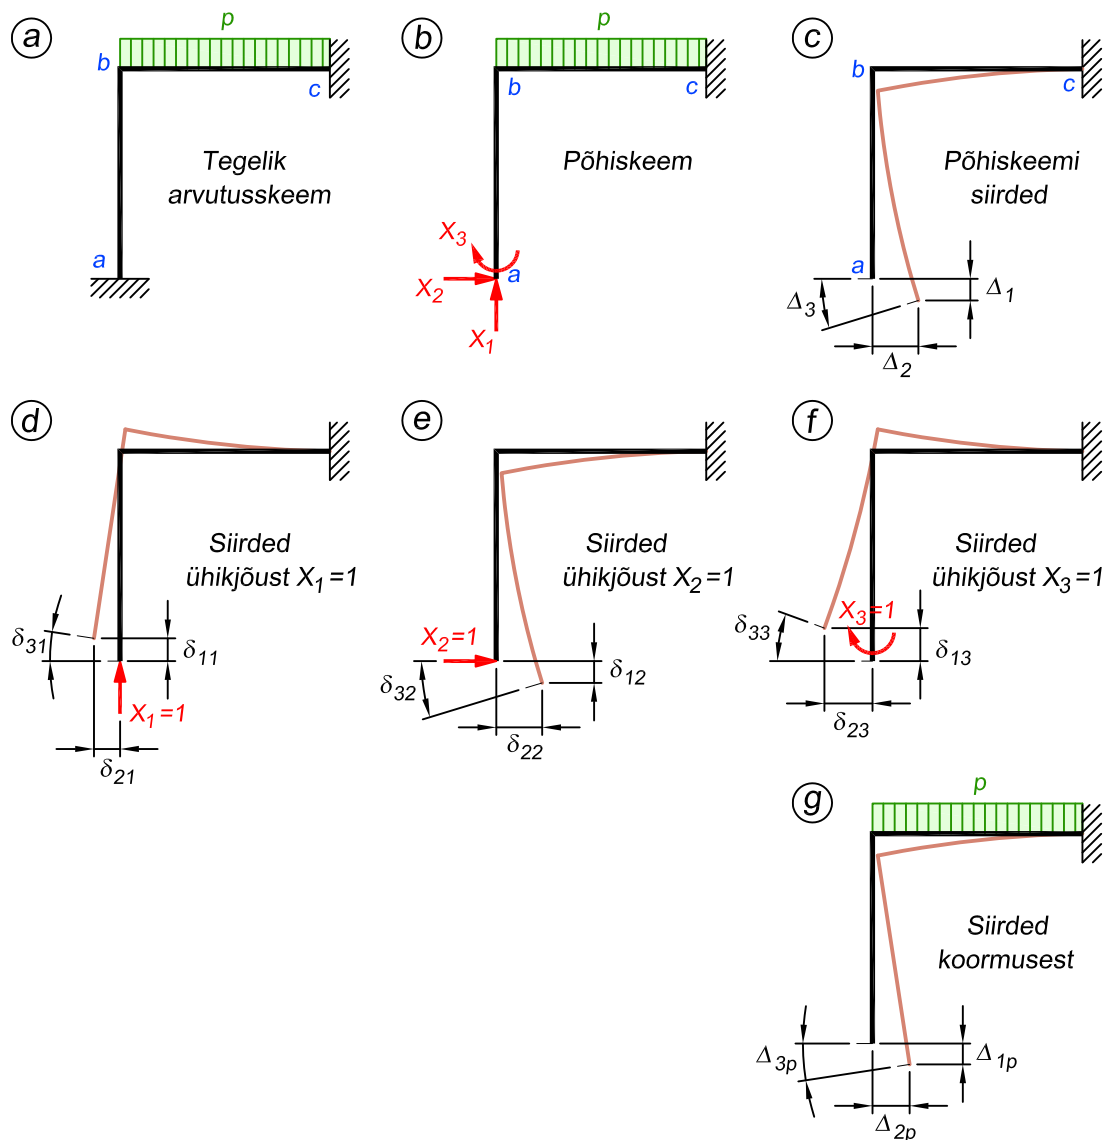 a
p
b
c
Tegelik
arvutusskeem
a
b
p
b
c
Põhiskeem
X3
a
X2
X1
c
b
c
Põhiskeemi
siirded
a
Δ3
Δ1
Δ2
d
Siirded
ühikjõust X1=1
δ31
δ11
X1=1
δ21
e
Siirded
ühikjõust X2=1
X2=1
δ32
δ12
δ22
f
Siirded
ühikjõust X3=1
X3=1
δ33
δ13
δ23
g
p
Siirded
koormusest
Δ3p
Δ1p
Δ2p